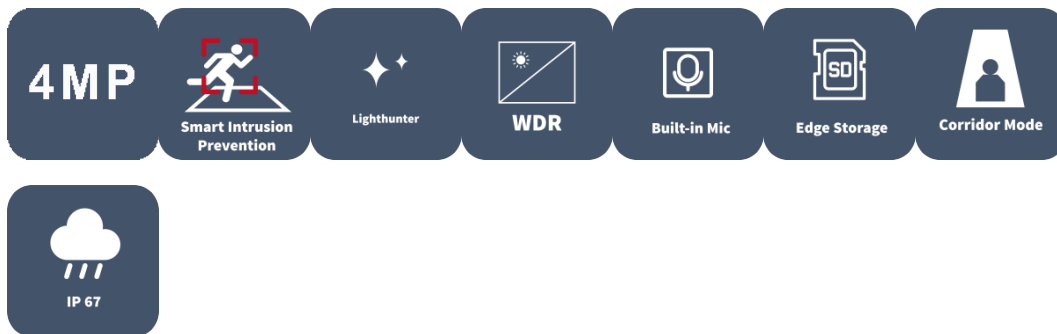 4MP
Smart Intrusion
Prevention
Lighthunter
WDR
Built-in Mic
SD
Edge Storage
Corridor Mode
IP 67